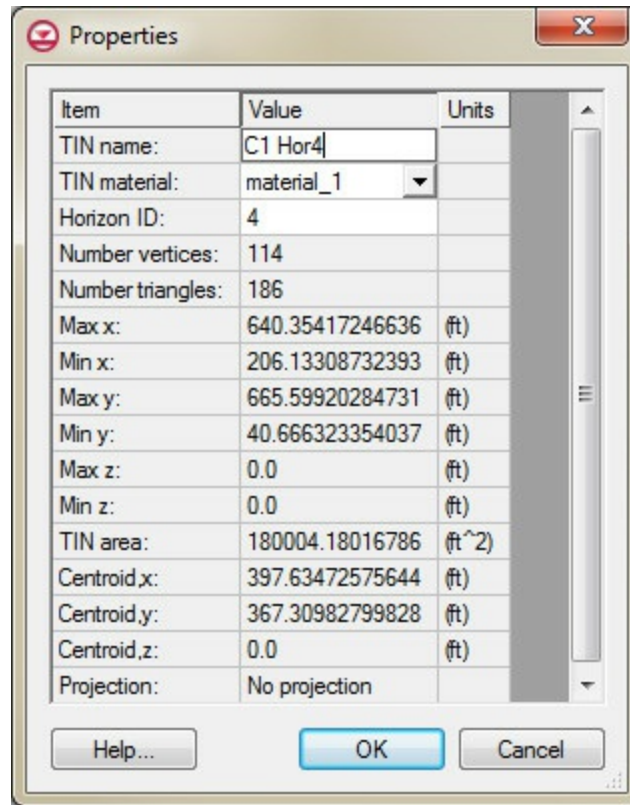 Properties
Item Value Units
TIN name: C1 Hor4
TIN material: material_1
Horizon ID: 4
Number vertices: 114
Number triangles: 186
Max x: 640.35417246636 (ft)
Min x: 206.13308732393 (ft)
Max y: 665.59920284731 (ft)
Min y: 40.666323354037 (ft)
Max z: 0.0 (ft)
Min z: 0.0 (ft)
TIN area: 180004.18016786 (ft^2)
Centroid,x: 397.63472575644 (ft)
Centroid,y: 367.30982799828 (ft)
Centroid,z: 0.0 (ft)
Projection: No projection
Help... OK Cancel